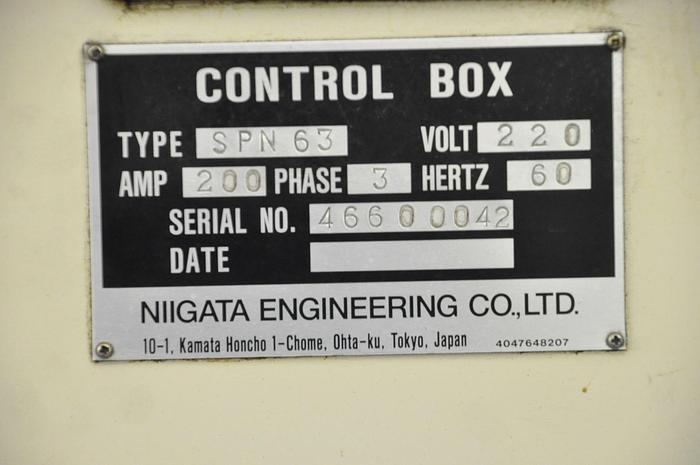 CONTROL BOX
TYPE SPN 63 VOLT 220
AMP 200 PHASE 3 HERTZ 60
SERIAL NO. 46600042
DATE
NIIGATA ENGINEERING CO.,LTD.
10-1, Kamata Honcho 1-Chome, Ohta-ku, Tokyo, Japan 4047648207